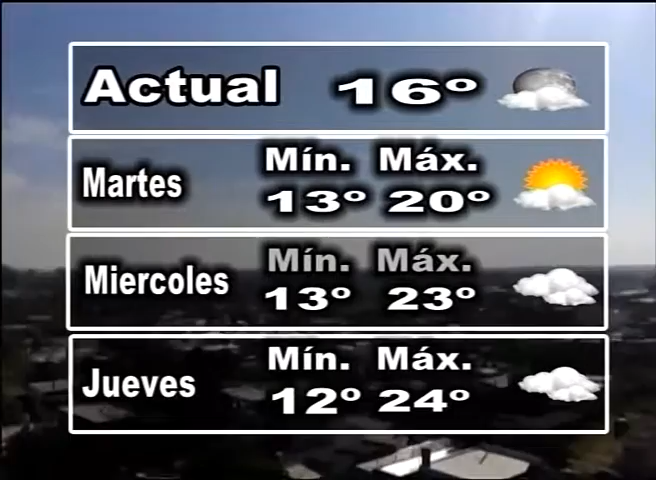 Actual 16º
Mín. Máx.
Martes 13º 20º
Mín. Máx.
Miercoles 13º 23º
Mín. Máx.
Jueves 12º 24º